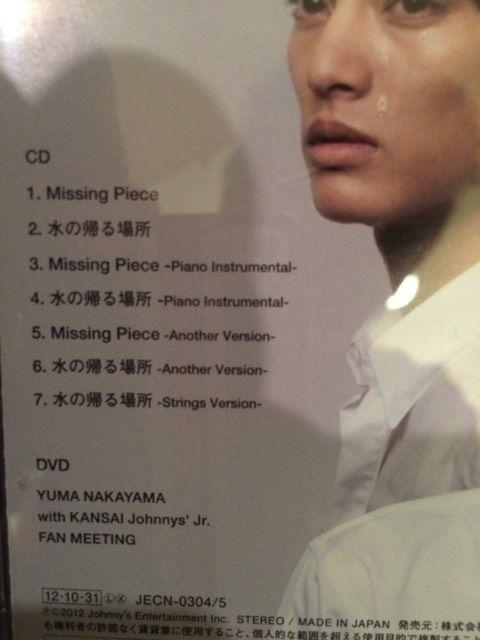 CD
1. Missing Piece
2. 水の帰る場所
3. Missing Piece -Piano Instrumental-
4. 水の帰る場所 -Piano Instrumental-
5. Missing Piece -Another Version-
6. 水の帰る場所 -Another Version-
7. 水の帰る場所 -Strings Version-
DVD
YUMA NAKAYAMA
with KANSAI Johnnys' Jr.
FAN MEETING
12・10・31 Ⓛ Ⓧ JECN-0304/5
Ⓟ©2012 Johnny's Entertainment Inc. STEREO / MADE IN JAPAN 発売元：株式会
も権利者の許諾なく賃貸業に使用すること、個人的な範囲を超える使用目的で複製すること